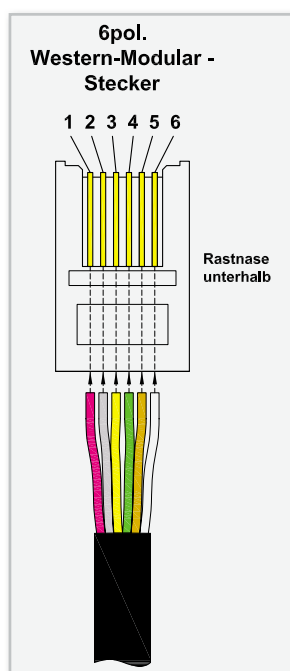 6pol.
Western-Modular -
Stecker
1 2 3 4 5 6
Rastnase
unterhalb